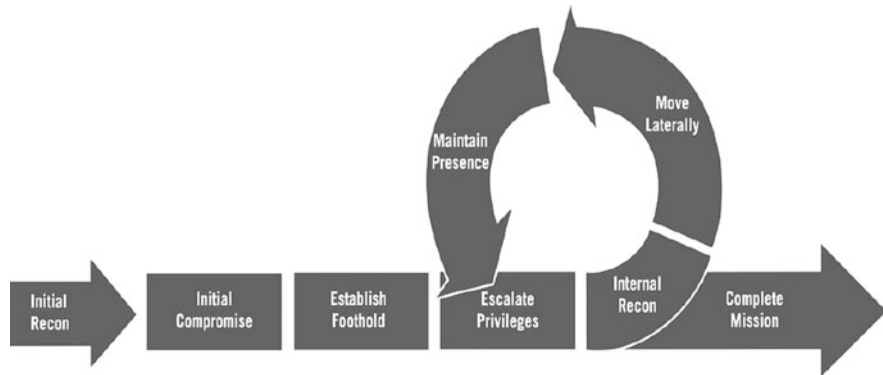 Initial
Recon
Initial
Compromise
Establish
Foothold
Escalate
Privileges
Internal
Recon
Move
Laterally
Maintain
Presence
Complete
Mission